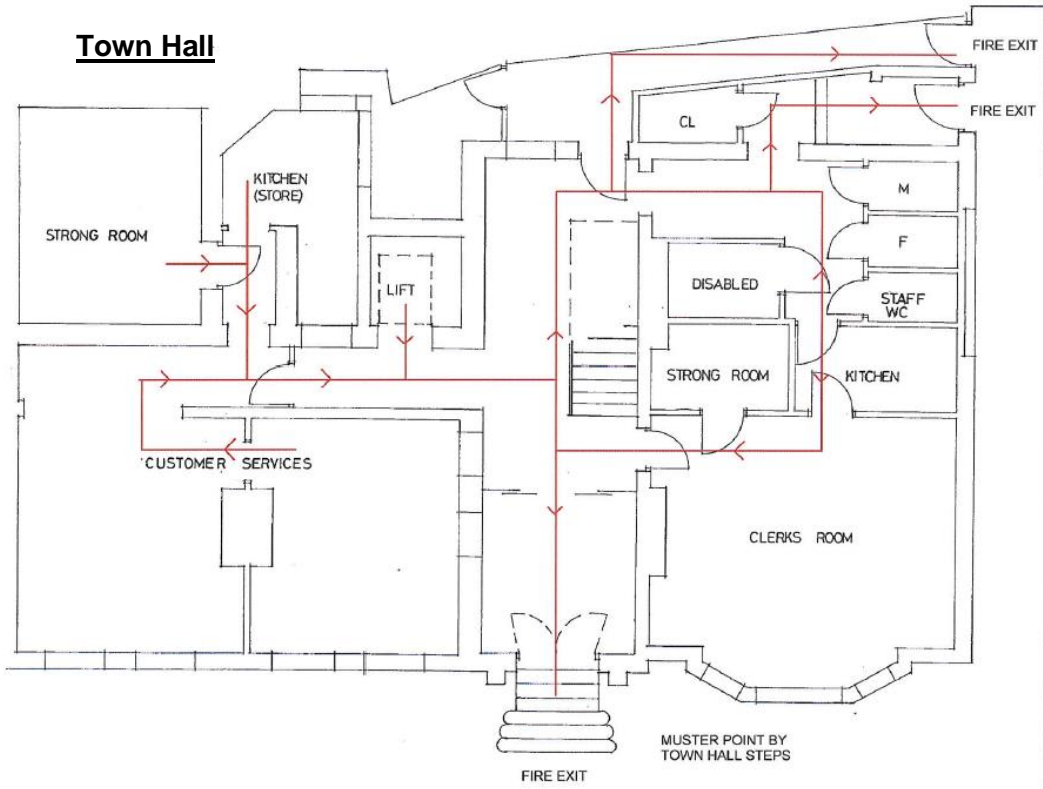 Town Hall
FIRE EXIT
FIRE EXIT
CL
KITCHEN
(STORE)
M
STRONG ROOM
F
DISABLED
LIFT
STAFF
WC
STRONG ROOM
KITCHEN
CUSTOMER SERVICES
CLERKS ROOM
MUSTER POINT BY
TOWN HALL STEPS
FIRE EXIT